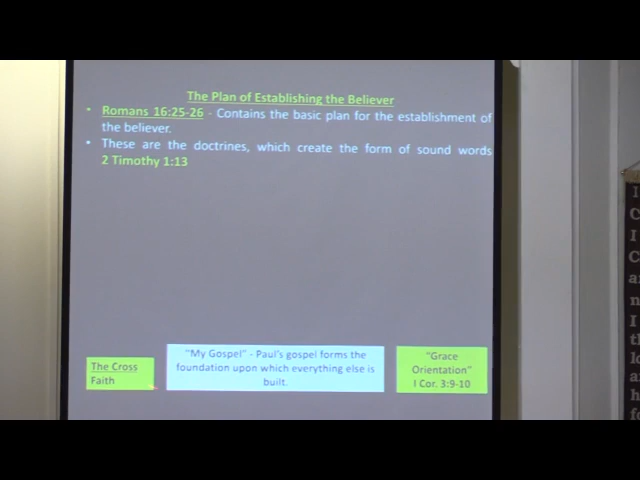 The Plan of Establishing the Believer
• Romans 16:25-26 - Contains the basic plan for the establishment of
the believer.
• These are the doctrines, which create the form of sound words
2 Timothy 1:13
The Cross
Faith
"My Gospel" - Paul's gospel forms the
foundation upon which everything else is
built.
"Grace
Orientation"
I Cor. 3:9-10